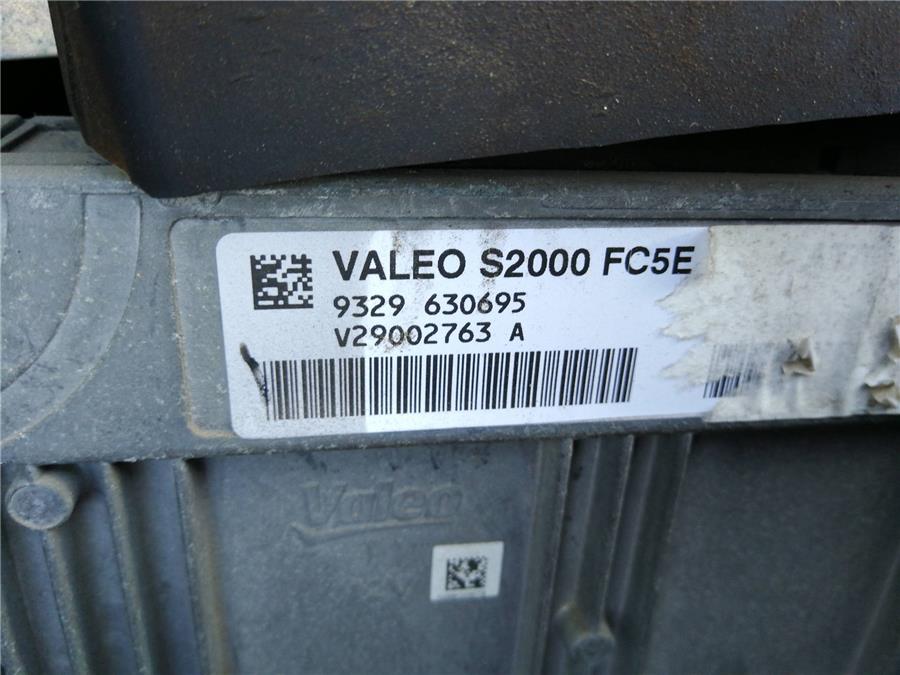 VALEO S2000 FC5E
9329 630695
V29002763 A
Valeo